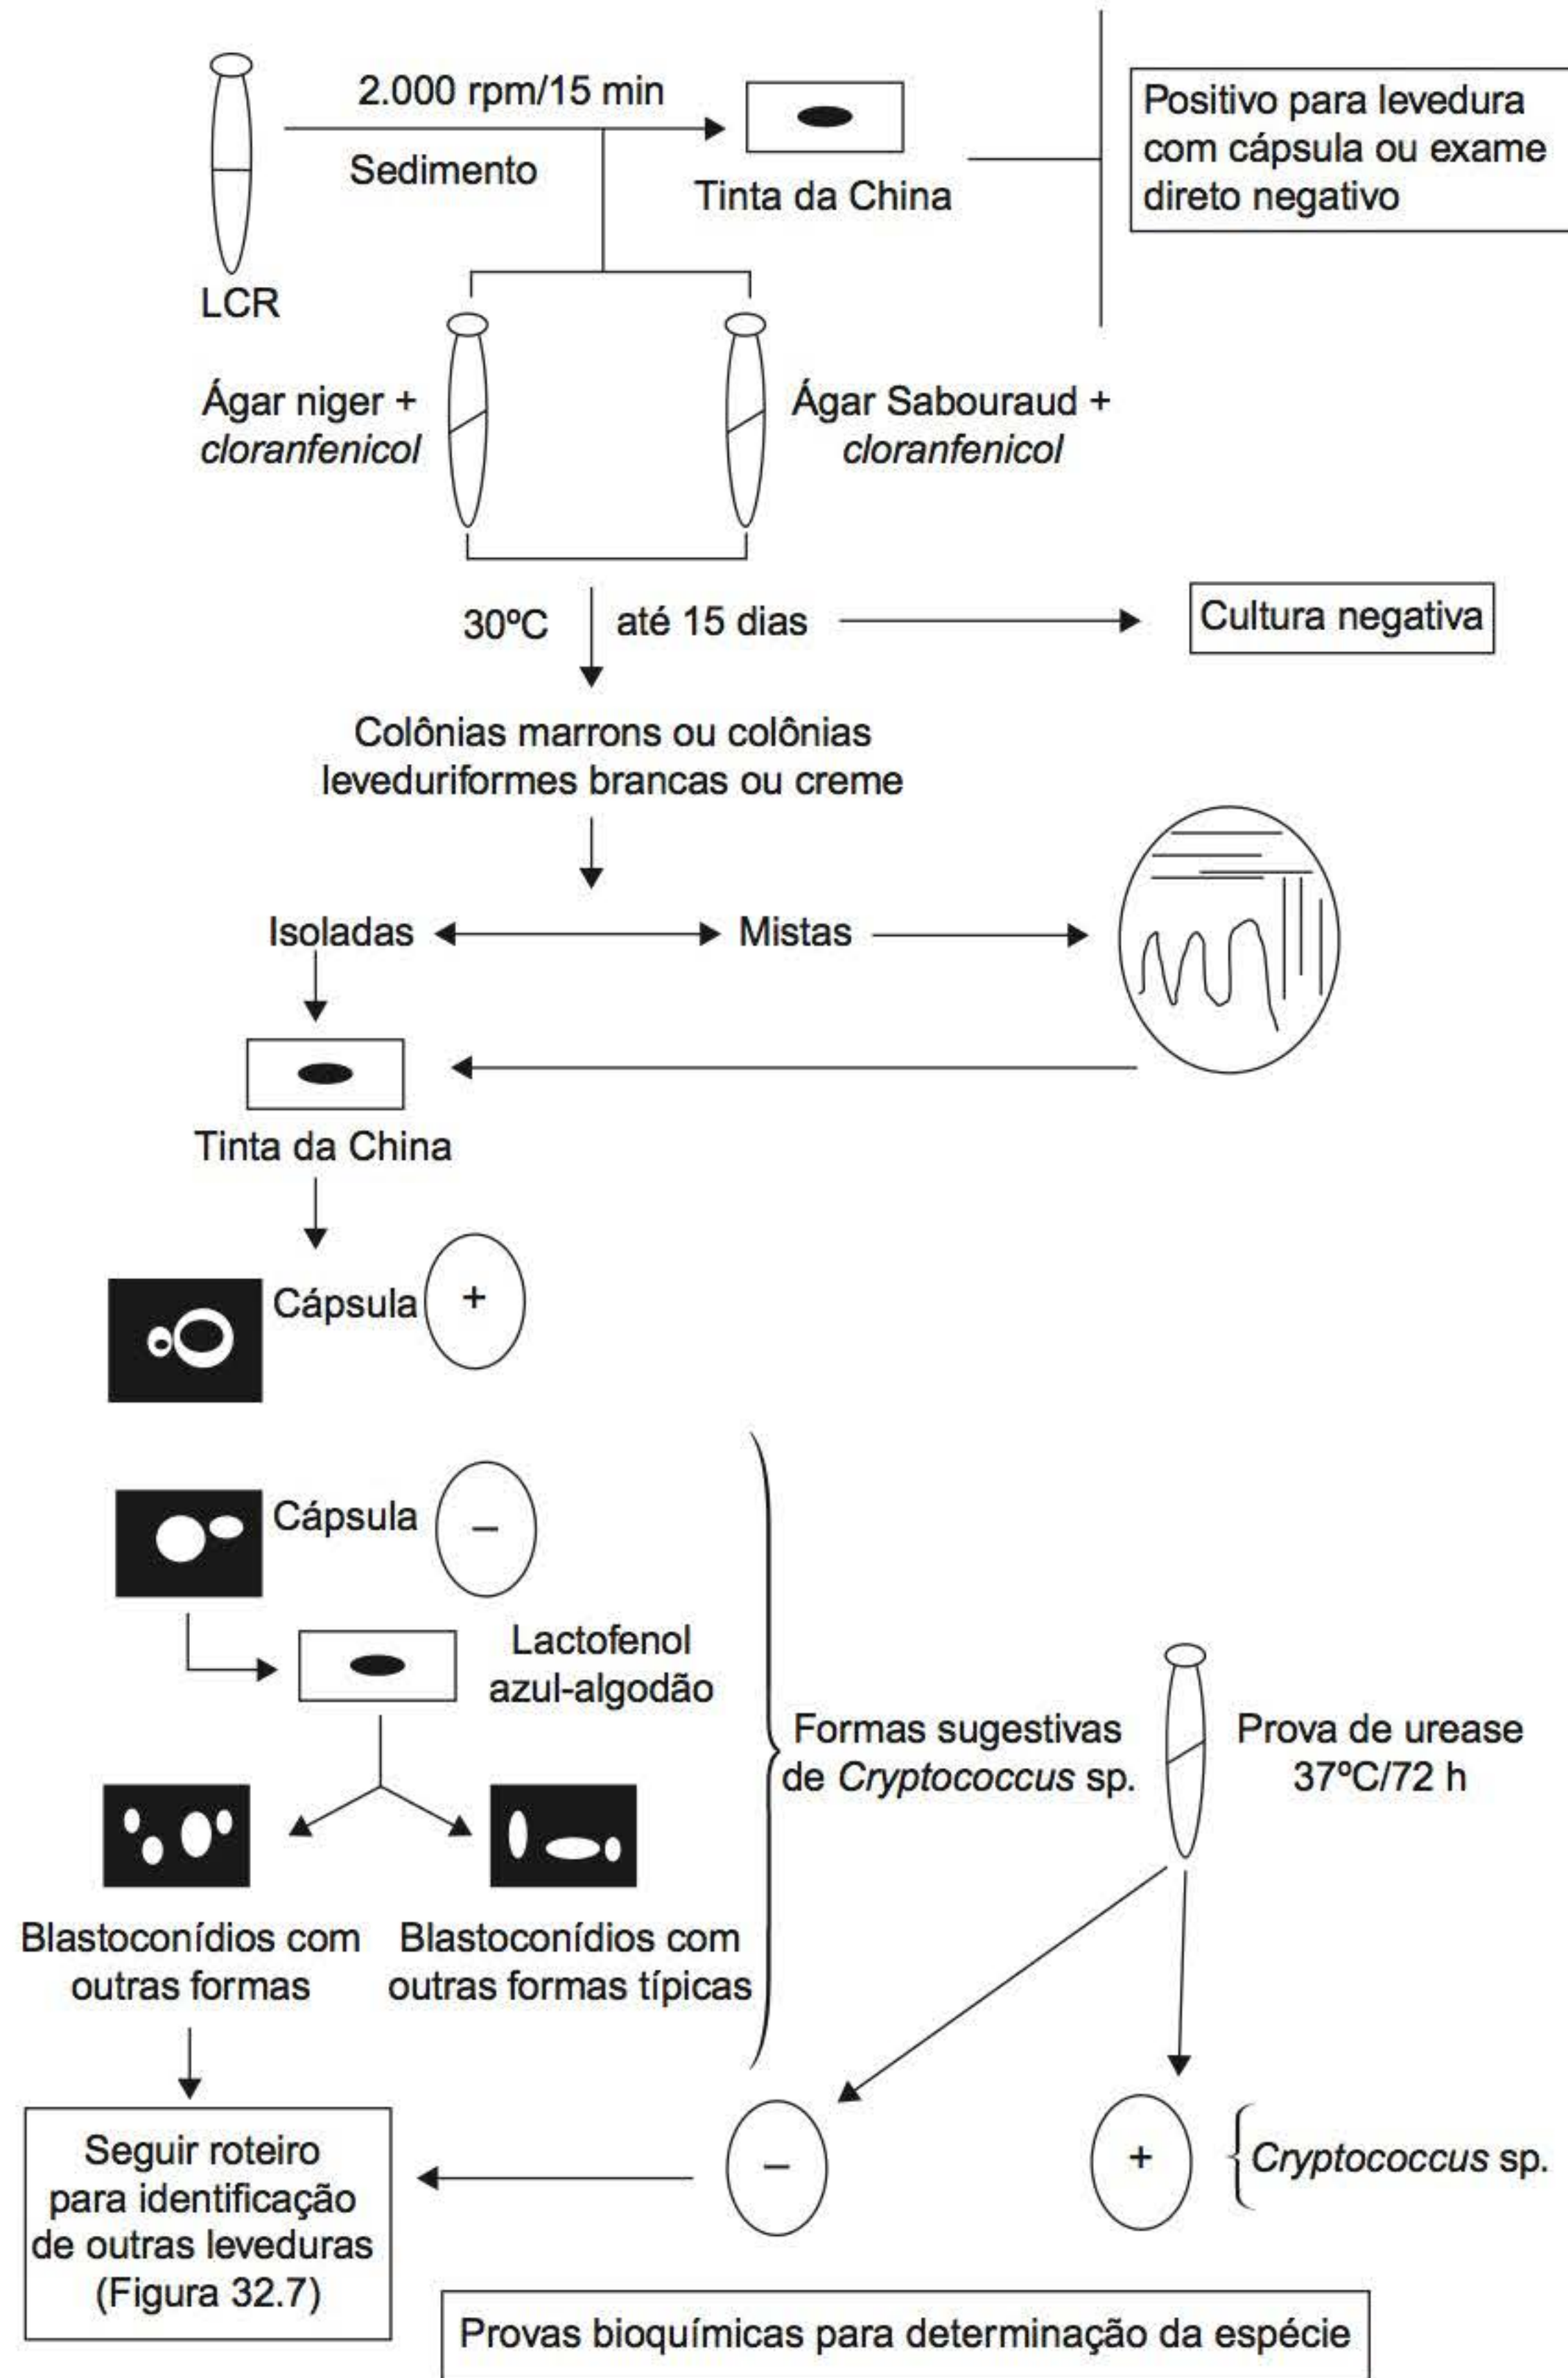 2.000 rpm/15 min
Sedimento
LCR
Tinta da China
Positivo para levedura
com cápsula ou exame
direto negativo
Ágar niger +
cloranfenicol
Ágar Sabouraud +
cloranfenicol
30ºC
até 15 dias
Cultura negativa
Colônias marrons ou colônias
leveduriformes brancas ou creme
Isoladas
Mistas
Tinta da China
Cápsula
+
Cápsula
–
Lactofenol
azul-algodão
Blastoconídios com
outras formas
Blastoconídios com
outras formas típicas
Formas sugestivas
de Cryptococcus sp.
Prova de urease
37ºC/72 h
Seguir roteiro
para identificação
de outras leveduras
(Figura 32.7)
–
+
Cryptococcus sp.
Provas bioquímicas para determinação da espécie